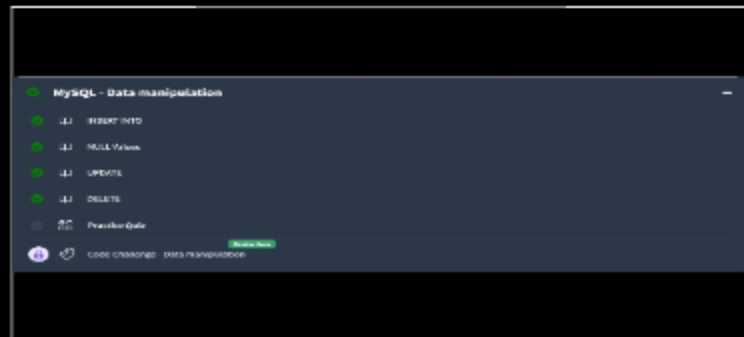 MySQL - Data manipulation
INSERT INTO
NULL Values
UPDATE
DELETE
Practice Quiz
Code Challenge - Data manipulation